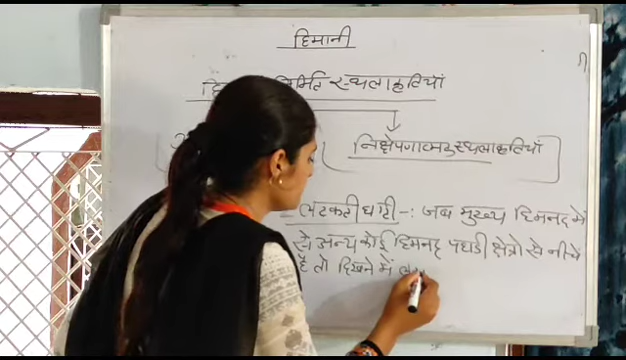 हिमानी
स्थलाकृतियां
निक्षेपणात्मक स्थलाकृतियां
लटकती घाटी -: जब मुख्य हिमनद में
से अन्य कोई हिमनद पहाडी क्षेत्रो से नीचे
है तो दिखने में